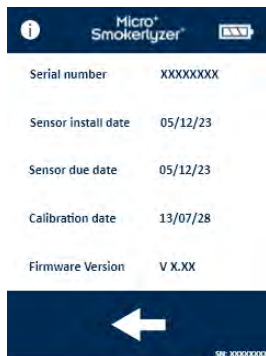 i
Micro+
Smokerlyzer®
Serial number XXXXXXXX
Sensor install date 05/12/23
Sensor due date 05/12/23
Calibration date 13/07/28
Firmware Version V X.XX
SN: XXXXXXXX